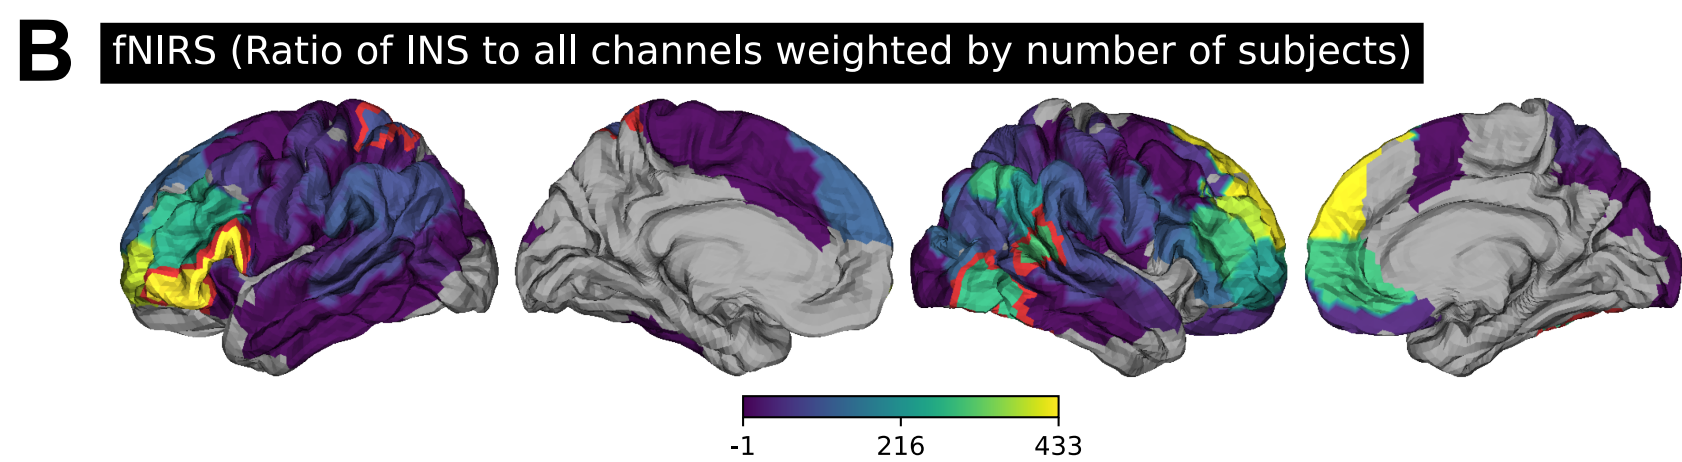 B
fNIRS (Ratio of INS to all channels weighted by number of subjects)
-1 216 433